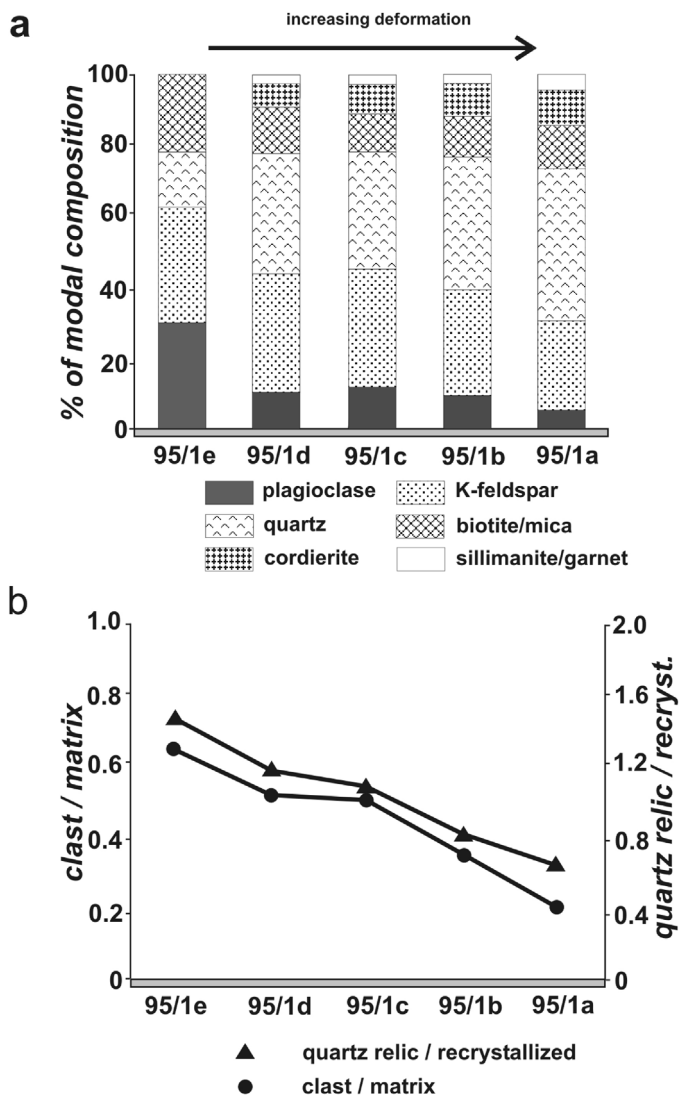 a
increasing deformation
% of modal composition
100
80
60
40
20
0
95/1e 95/1d 95/1c 95/1b 95/1a
plagioclase K-feldspar
quartz biotite/mica
cordierite sillimanite/garnet
b
clast / matrix
1.0
0.8
0.6
0.4
0.2
0
2.0
1.6
1.2
0.8
0.4
0
quartz relic / recryst.
95/1e 95/1d 95/1c 95/1b 95/1a
quartz relic / recrystallized
clast / matrix